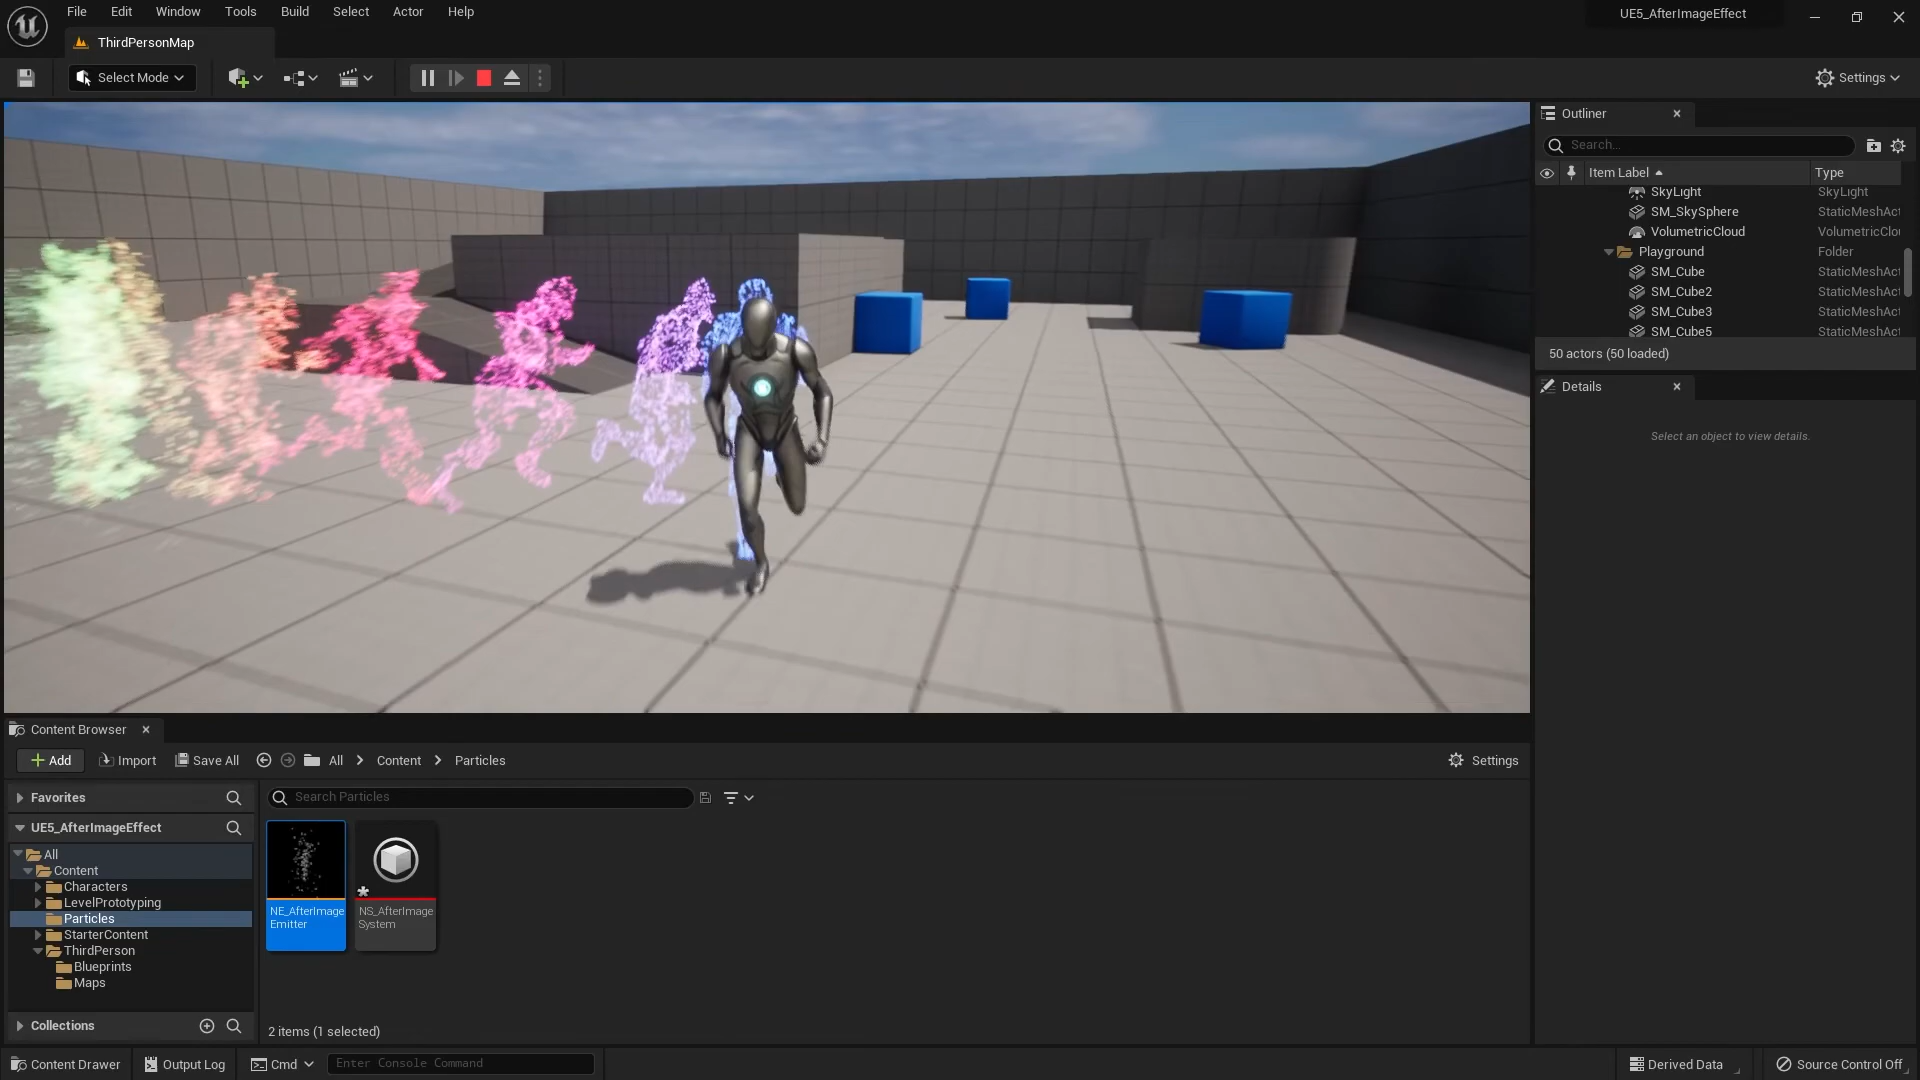 File Edit Window Tools Build Select Actor Help
UE5_AfterImageEffect
ThirdPersonMap
Select Mode
Settings
Outliner
Search...
Item Label Type
SkyLight SkyLight
SM_SkySphere StaticMeshAct
VolumetricCloud VolumetricClou
Playground Folder
SM_Cube StaticMeshAct
SM_Cube2 StaticMeshAct
SM_Cube3 StaticMeshAct
SM_Cube5 StaticMeshAct
50 actors (50 loaded)
Details
Select an object to view details.
Content Browser
Add Import Save All All Content Particles Settings
Favorites
Search Particles
UE5_AfterImageEffect
All
Content
Characters
LevelPrototyping
Particles
StarterContent
ThirdPerson
Blueprints
Maps
NE_AfterImage
Emitter
NS_AfterImage
System
Collections
2 items (1 selected)
Content Drawer Output Log Cmd Enter Console Command Derived Data Source Control Off